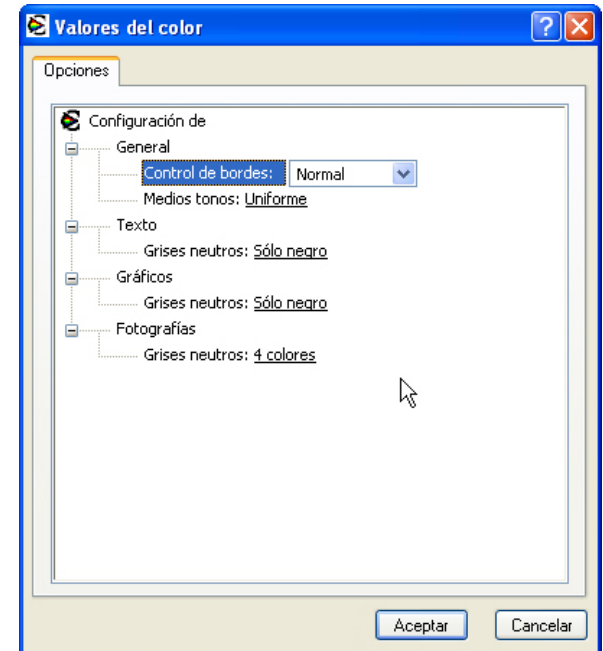 Valores del color
Opciones
Configuración de
General
Control de bordes: Normal
Medios tonos: Uniforme
Texto
Grises neutros: Sólo negro
Gráficos
Grises neutros: Sólo negro
Fotografías
Grises neutros: 4 colores
Aceptar Cancelar